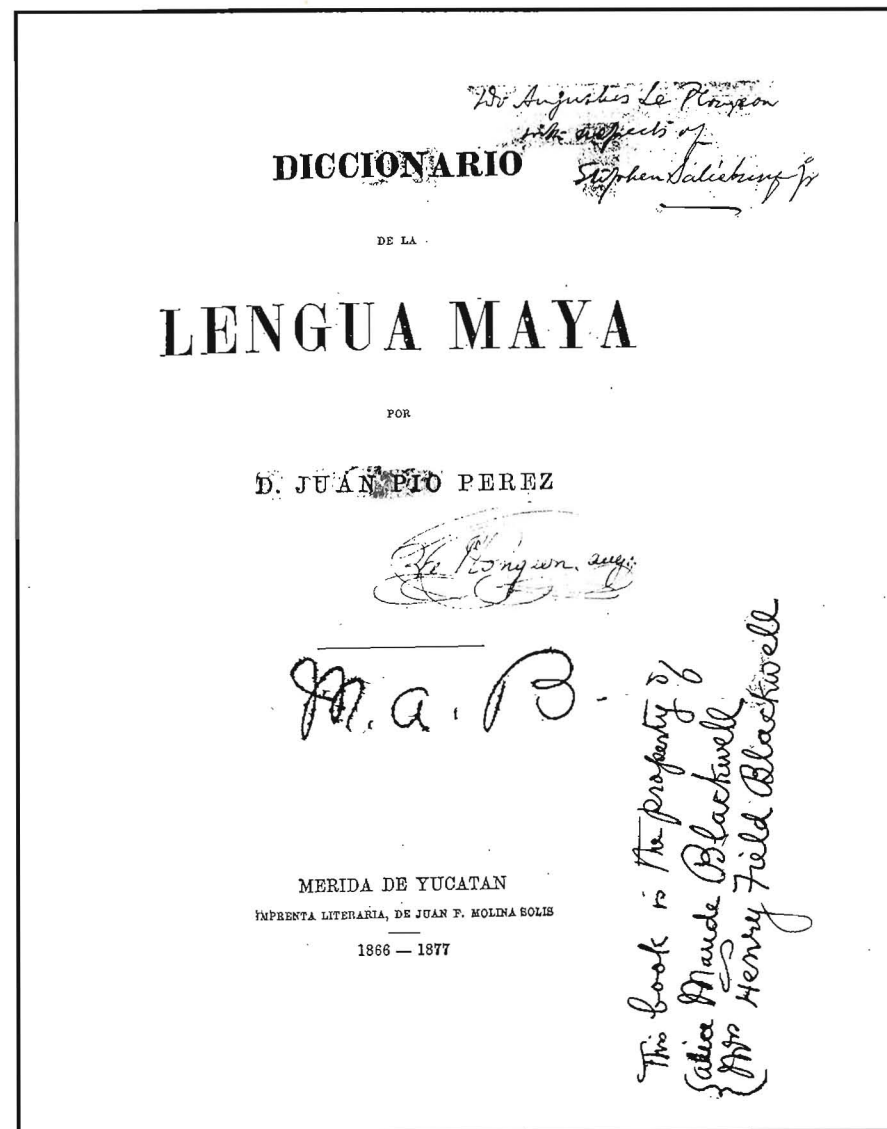 Dr Augustus Le Plongeon
with respects of
Stephen Salisbury Jr
DICCIONARIO
DE LA
LENGUA MAYA
POR
D. JUAN PIO PEREZ
Le Plongeon. aug:
M. A. B.
MERIDA DE YUCATAN
IMPRENTA LITERARIA, DE JUAN F. MOLINA SOLIS
1866 — 1877
This book is the property of
Alice Maude Blackwell
Mrs Henry Field Blackwell